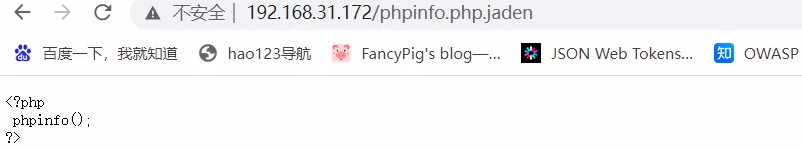 不安全 | 192.168.31.172/phpinfo.php.jaden
百度一下，我就知道 hao123导航 FancyPig's blog—... JSON Web Tokens... 知 OWASP
<?php
phpinfo();
?>